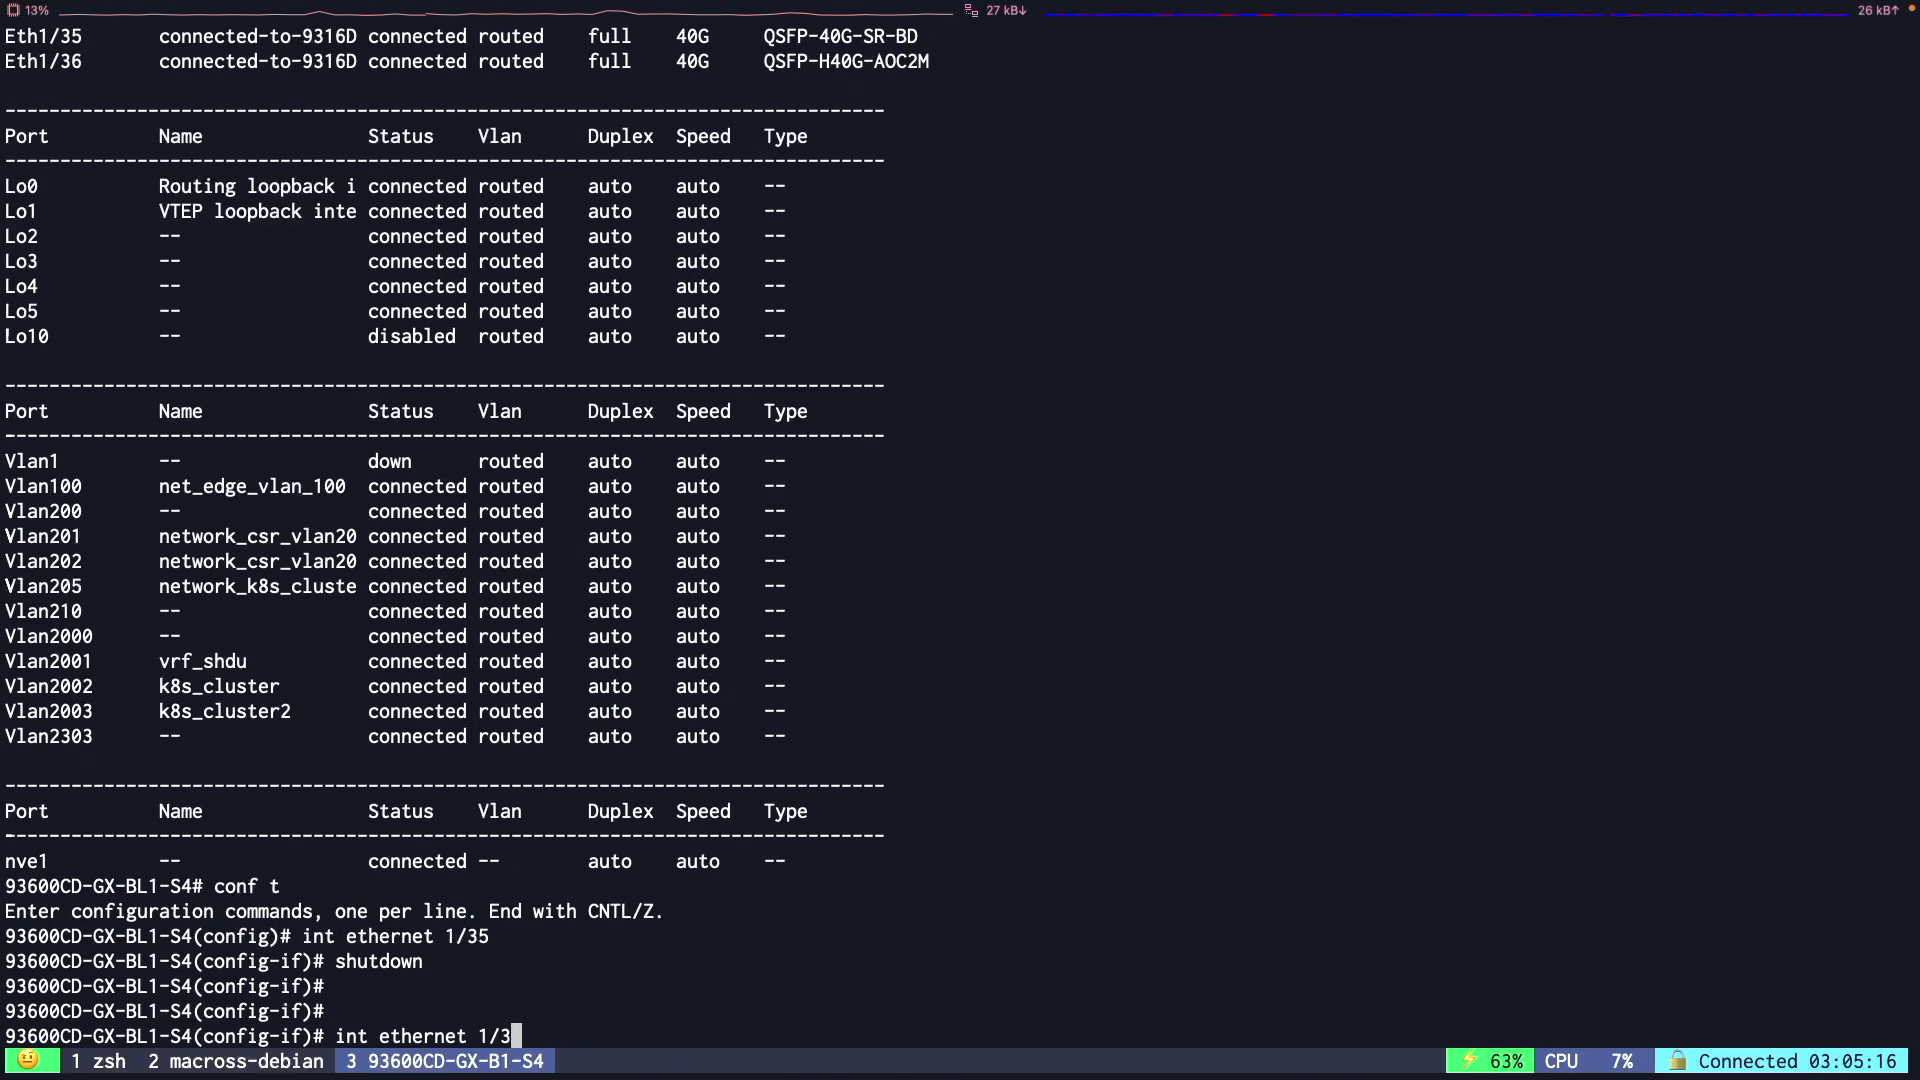 13% 27 kB↓ 26 kB↑
Eth1/35 connected-to-9316D connected routed full 40G QSFP-40G-SR-BD
Eth1/36 connected-to-9316D connected routed full 40G QSFP-H40G-AOC2M
--------------------------------------------------------------------------------
Port Name Status Vlan Duplex Speed Type
--------------------------------------------------------------------------------
Lo0 Routing loopback i connected routed auto auto --
Lo1 VTEP loopback inte connected routed auto auto --
Lo2 -- connected routed auto auto --
Lo3 -- connected routed auto auto --
Lo4 -- connected routed auto auto --
Lo5 -- connected routed auto auto --
Lo10 -- disabled routed auto auto --
--------------------------------------------------------------------------------
Port Name Status Vlan Duplex Speed Type
--------------------------------------------------------------------------------
Vlan1 -- down routed auto auto --
Vlan100 net_edge_vlan_100 connected routed auto auto --
Vlan200 -- connected routed auto auto --
Vlan201 network_csr_vlan20 connected routed auto auto --
Vlan202 network_csr_vlan20 connected routed auto auto --
Vlan205 network_k8s_cluste connected routed auto auto --
Vlan210 -- connected routed auto auto --
Vlan2000 -- connected routed auto auto --
Vlan2001 vrf_shdu connected routed auto auto --
Vlan2002 k8s_cluster connected routed auto auto --
Vlan2003 k8s_cluster2 connected routed auto auto --
Vlan2303 -- connected routed auto auto --
--------------------------------------------------------------------------------
Port Name Status Vlan Duplex Speed Type
--------------------------------------------------------------------------------
nve1 -- connected -- auto auto --
93600CD-GX-BL1-S4# conf t
Enter configuration commands, one per line. End with CNTL/Z.
93600CD-GX-BL1-S4(config)# int ethernet 1/35
93600CD-GX-BL1-S4(config-if)# shutdown
93600CD-GX-BL1-S4(config-if)#
93600CD-GX-BL1-S4(config-if)#
93600CD-GX-BL1-S4(config-if)# int ethernet 1/3
1 zsh 2 macross-debian 3 93600CD-GX-B1-S4 ⚡ 63% CPU 7% Connected 03:05:16